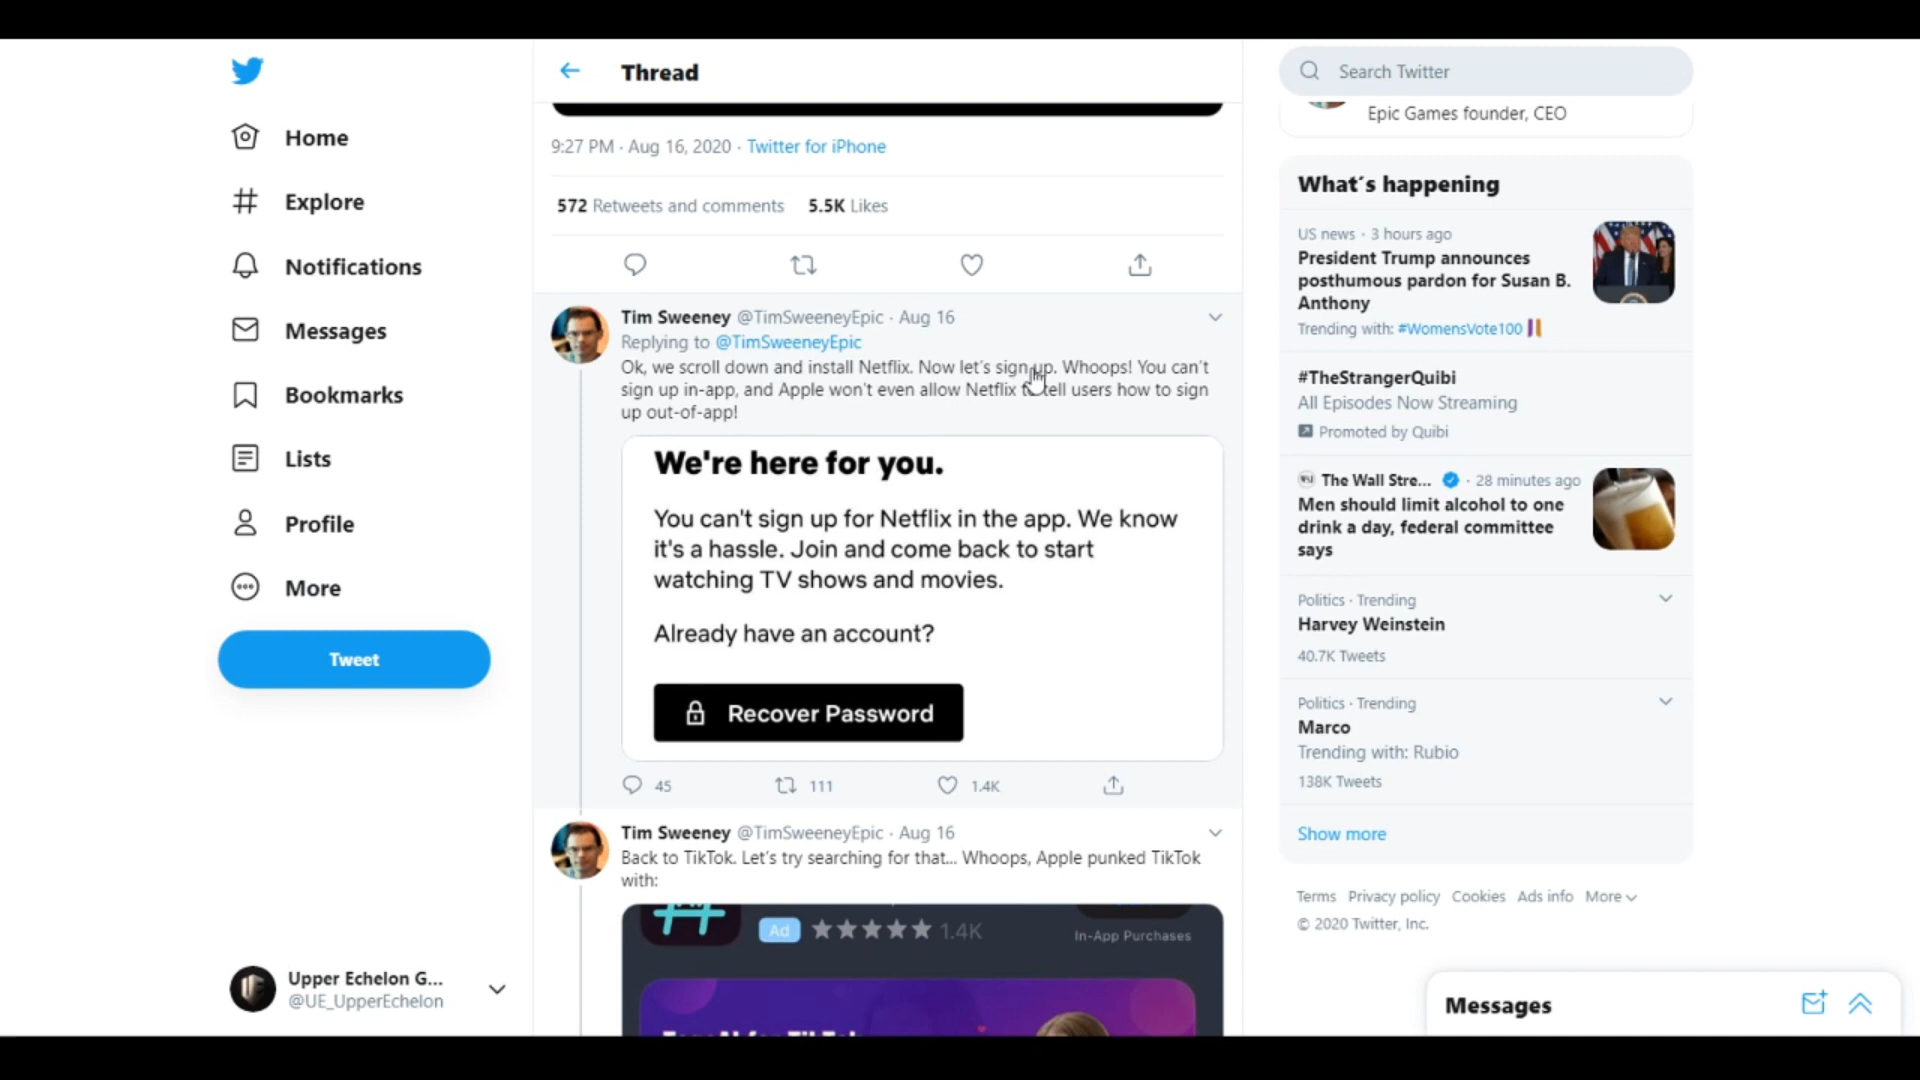 Home
Explore
Notifications
Messages
Bookmarks
Lists
Profile
More
Tweet
Upper Echelon G...
@UE_UpperEchelon
Thread
9:27 PM · Aug 16, 2020 · Twitter for iPhone
572 Retweets and comments 5.5K Likes
Tim Sweeney @TimSweeneyEpic · Aug 16
Replying to @TimSweeneyEpic
Ok, we scroll down and install Netflix. Now let's sign up. Whoops! You can't
sign up in-app, and Apple won't even allow Netflix to tell users how to sign
up out-of-app!
We're here for you.
You can't sign up for Netflix in the app. We know
it's a hassle. Join and come back to start
watching TV shows and movies.
Already have an account?
Recover Password
45 111 1.4K
Tim Sweeney @TimSweeneyEpic · Aug 16
Back to TikTok. Let's try searching for that... Whoops, Apple punked TikTok
with:
Ad 1.4K
In-App Purchases
Search Twitter
Epic Games founder, CEO
What´s happening
US news · 3 hours ago
President Trump announces
posthumous pardon for Susan B.
Anthony
Trending with: #WomensVote100
#TheStrangerQuibi
All Episodes Now Streaming
Promoted by Quibi
WSJ The Wall Stre... · 28 minutes ago
Men should limit alcohol to one
drink a day, federal committee
says
Politics · Trending
Harvey Weinstein
40.7K Tweets
Politics · Trending
Marco
Trending with: Rubio
138K Tweets
Show more
Terms Privacy policy Cookies Ads info More
© 2020 Twitter, Inc.
Messages